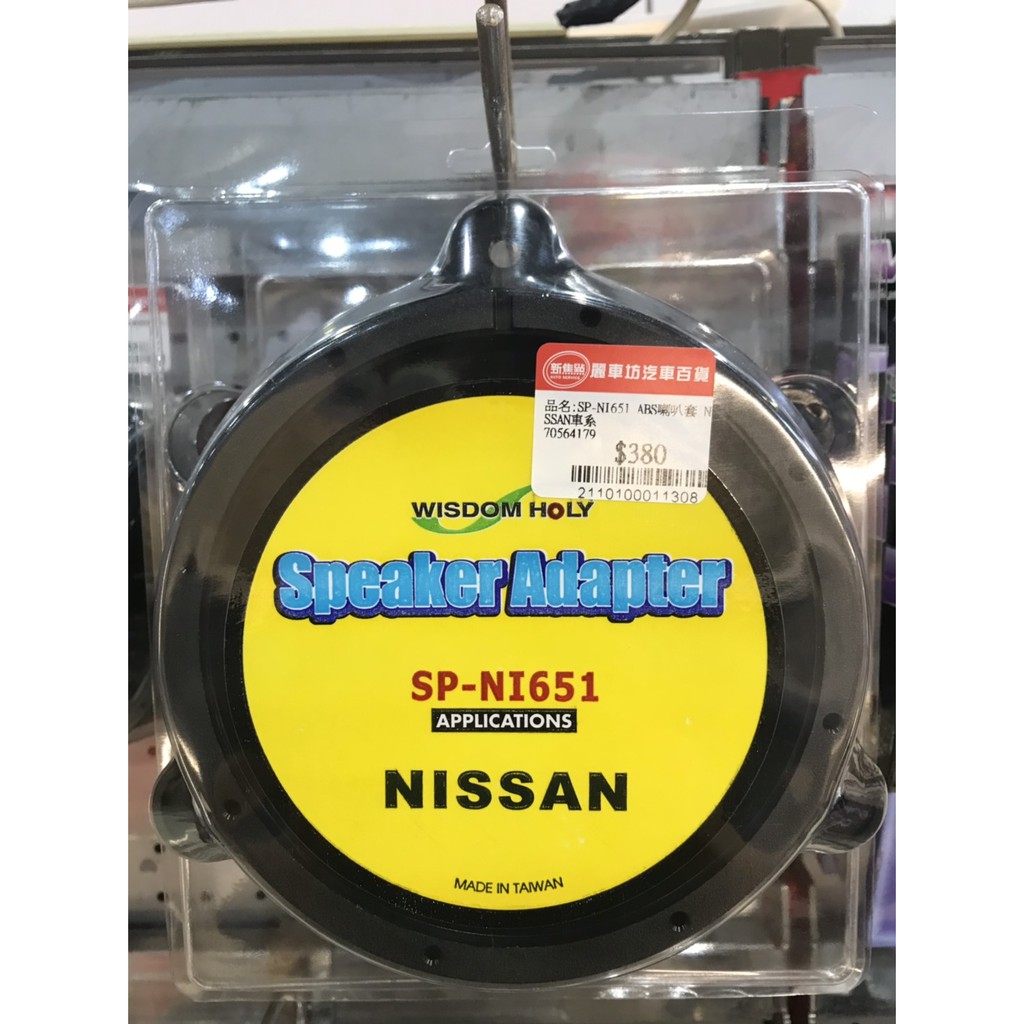 新焦點
AUTO SERVICE
麗車坊汽車百貨
品名:SP-NI651 ABS喇叭套 N
SSAN車系
70564179
$380
2110100011308
WISDOM HOLY
Speaker Adapter
SP-NI651
APPLICATIONS
NISSAN
MADE IN TAIWAN